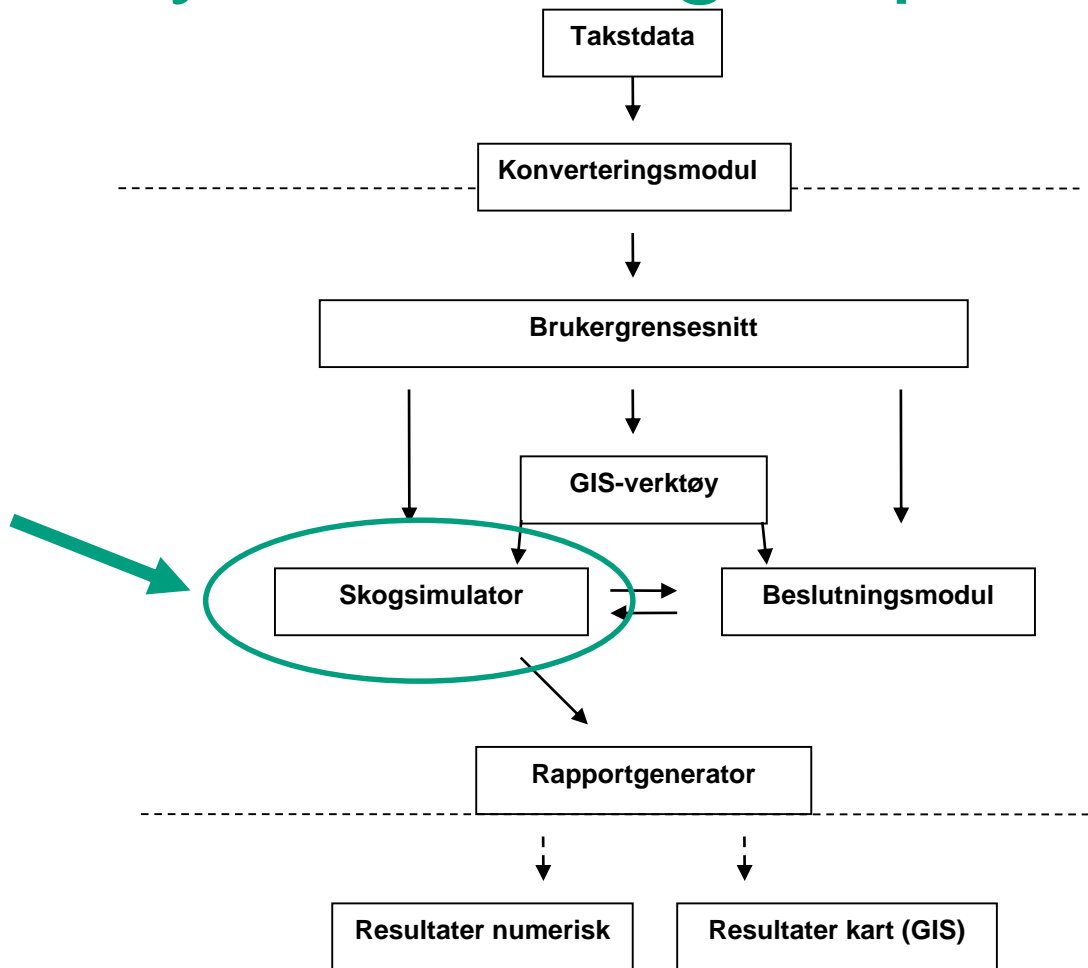 Takstdata
Konverteringsmodul
Brukergrensesnitt
GIS-verktøy
Skogsimulator
Beslutningsmodul
Rapportgenerator
Resultater numerisk
Resultater kart (GIS)